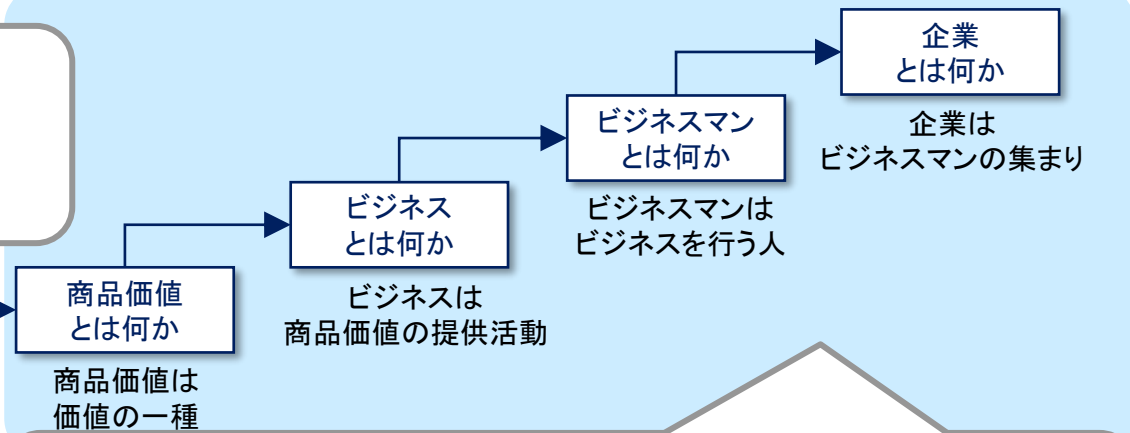 企業
とは何か
企業は
ビジネスマンの集まり
ビジネスマン
とは何か
ビジネスマンは
ビジネスを行う人
ビジネス
とは何か
ビジネスは
商品価値の提供活動
商品価値
とは何か
商品価値は
価値の一種